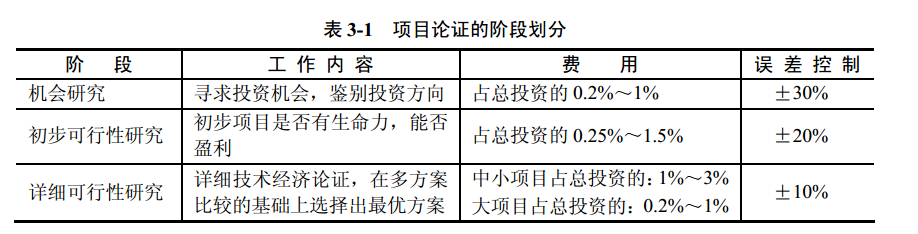 表 3-1 项目论证的阶段划分
阶 段 工 作 内 容 费 用 误 差 控 制
机会研究 寻求投资机会，鉴别投资方向 占总投资的 0.2%～1% ±30%
初步可行性研究 初步项目是否有生命力，能否
盈利 占总投资的 0.25%～1.5% ±20%
详细可行性研究 详细技术经济论证，在多方案
比较的基础上选择出最优方案 中小项目占总投资的：1%～3%
大项目占总投资的：0.2%～1% ±10%